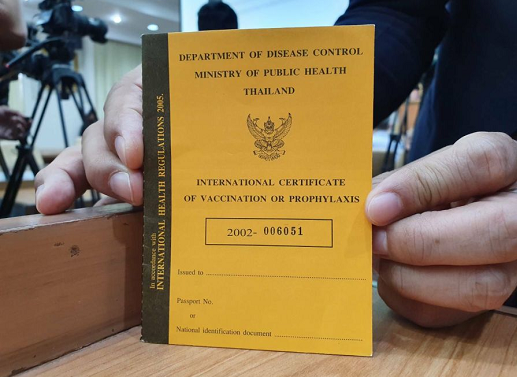 DEPARTMENT OF DISEASE CONTROL
MINISTRY OF PUBLIC HEALTH
THAILAND
INTERNATIONAL CERTIFICATE
OF VACCINATION OR PROPHYLAXIS
2002- 006051
Issued to
Passport No.
or
National identification document
In accordance with
INTERNATIONAL HEALTH REGULATIONS 2005.